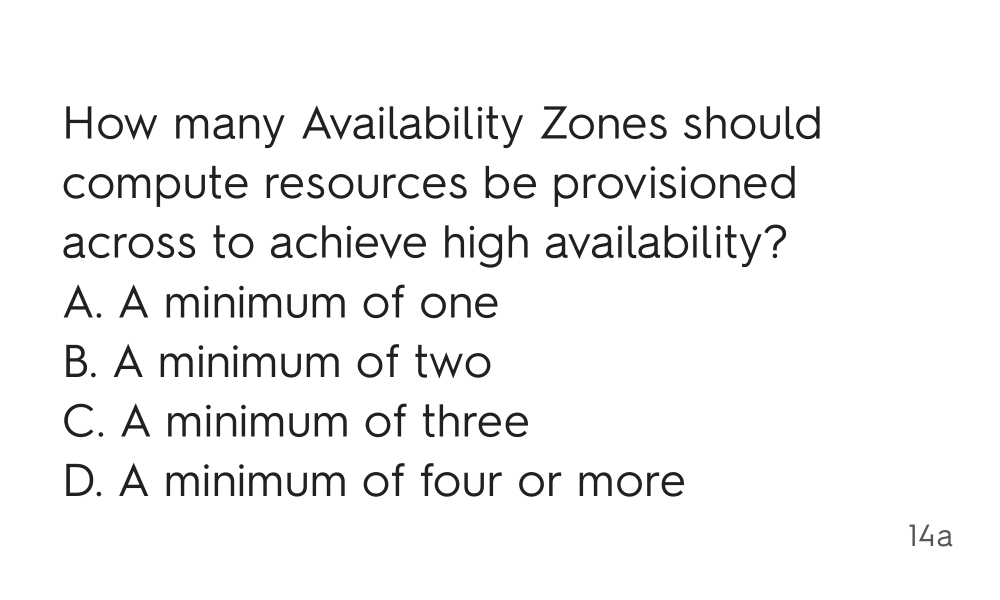 How many Availability Zones should
compute resources be provisioned
across to achieve high availability?
A. A minimum of one
B. A minimum of two
C. A minimum of three
D. A minimum of four or more
14a